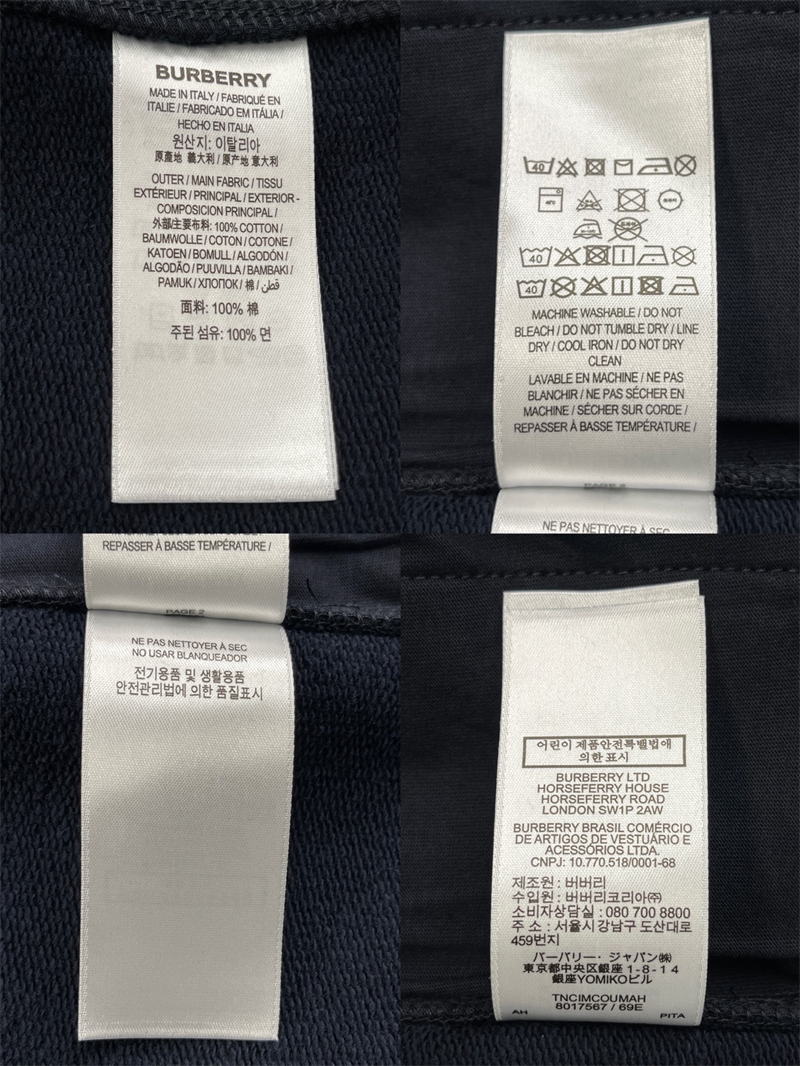 BURBERRY
MADE IN ITALY / FABRIQUÉ EN
ITALIE / FABRICADO EM ITÁLIA /
HECHO EN ITALIA
원산지: 이탈리아
原產地 義大利 / 原产地 意大利
OUTER / MAIN FABRIC / TISSU
EXTÉRIEUR / PRINCIPAL / EXTERIOR -
COMPOSICION PRINCIPAL /
外部/主要布料: 100% COTTON /
BAUMWOLLE / COTON / COTONE /
KATOEN / BOMULL / ALGODÓN /
ALGODÃO / PUUVILLA / BAMBAKI /
PAMUK / ХЛОПОК / 棉 / قطن
面料: 100% 棉
주된 섬유: 100% 면
40
40
40
MACHINE WASHABLE / DO NOT
BLEACH / DO NOT TUMBLE DRY / LINE
DRY / COOL IRON / DO NOT DRY
CLEAN
LAVABLE EN MACHINE / NE PAS
BLANCHIR / NE PAS SÉCHER EN
MACHINE / SÉCHER SUR CORDE /
REPASSER À BASSE TEMPÉRATURE /
NE PAS NETTOYER À SEC
REPASSER À BASSE TEMPÉRATURE /
PAGE 2
NE PAS NETTOYER À SEC
NO USAR BLANQUEADOR
전기용품 및 생활용품
안전관리법에 의한 품질표시
어린이 제품안전특별법에
의한 표시
BURBERRY LTD
HORSEFERRY HOUSE
HORSEFERRY ROAD
LONDON SW1P 2AW
BURBERRY BRASIL COMÉRCIO
DE ARTIGOS DE VESTUÁRIO E
ACESSÓRIOS LTDA.
CNPJ: 10.770.518/0001-68
제조원 : 버버리
수입원 : 버버리코리아㈜
소비자상담실 : 080 700 8800
주 소 : 서울시 강남구 도산대로
459번지
バーバリー・ジャパン㈱
東京都中央区銀座 1-8-14
銀座YOMIKOビル
TNCIMCOUMAH
8017567 / 69E
AH PITA